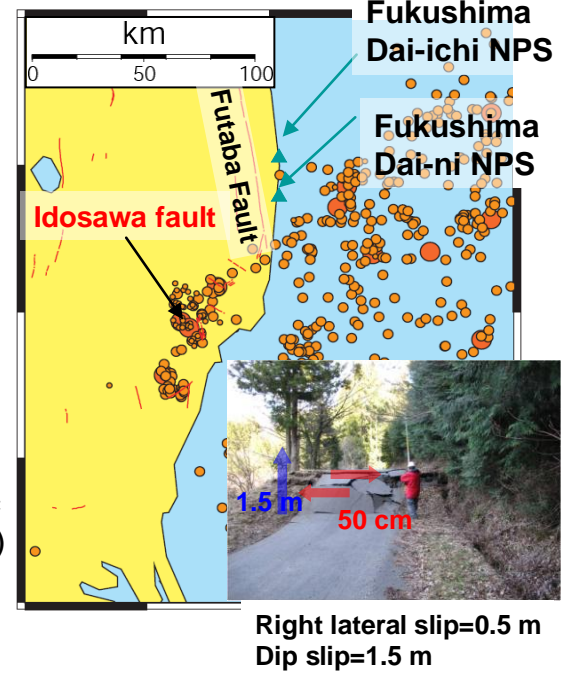 Fukushima
Dai-ichi NPS
km
0 50 100
Fukushima
Dai-ni NPS
Futaba Fault
Idosawa fault
1.5 m
50 cm
)
Right lateral slip=0.5 m
Dip slip=1.5 m